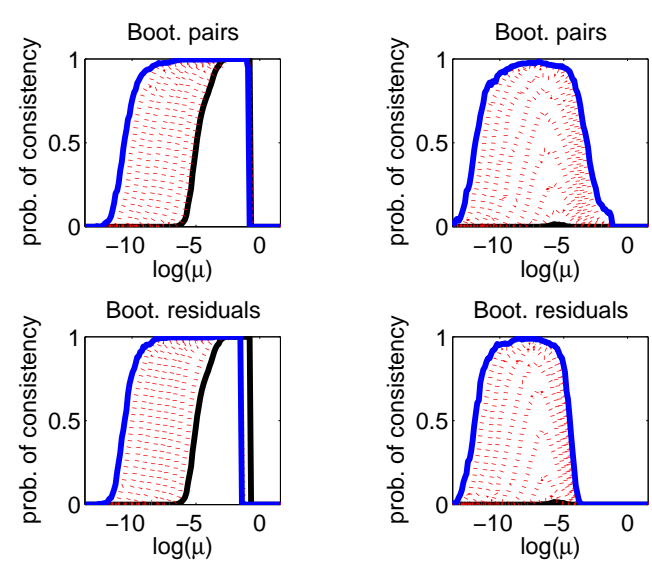 Boot. pairs
prob. of consistency
1
0.5
0
−10 −5 0
log(μ)
Boot. pairs
prob. of consistency
1
0.5
0
−10 −5 0
log(μ)
Boot. residuals
prob. of consistency
1
0.5
0
−10 −5 0
log(μ)
Boot. residuals
prob. of consistency
1
0.5
0
−10 −5 0
log(μ)